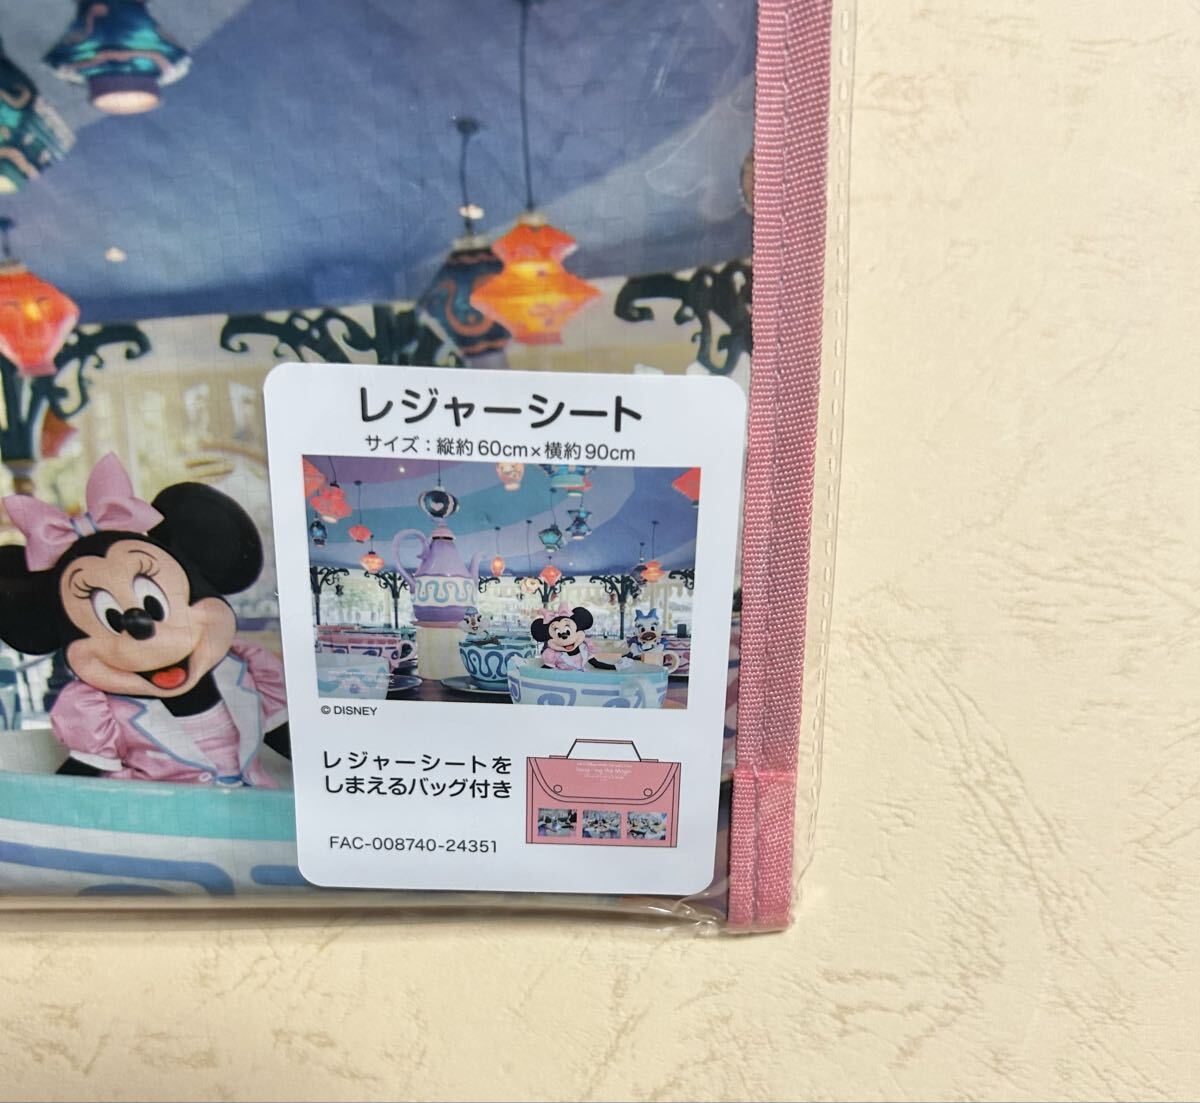 レジャーシート
サイズ：縦約60cm×横約90cm
© DISNEY
レジャーシートを
しまえるバッグ付き
FAC-008740-24351